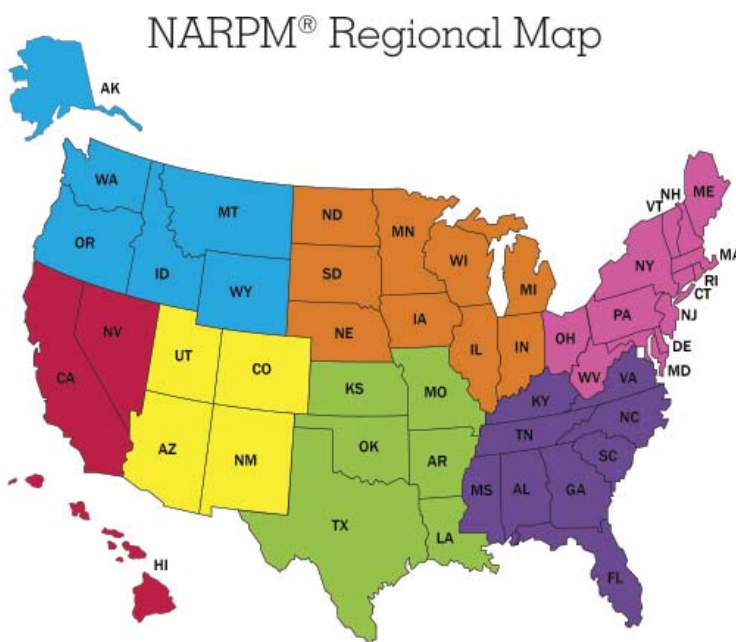 NARPM® Regional Map
AK
WA
MT
ND
MN
OR
ID
WY
SD
WI
MI
NE
IA
IL
IN
OH
PA
NY
VT
NH
ME
MA
RI
CT
NJ
DE
MD
WV
VA
NV
CA
UT
CO
KS
MO
KY
NC
TN
SC
AZ
NM
OK
AR
MS
AL
GA
TX
LA
FL
HI